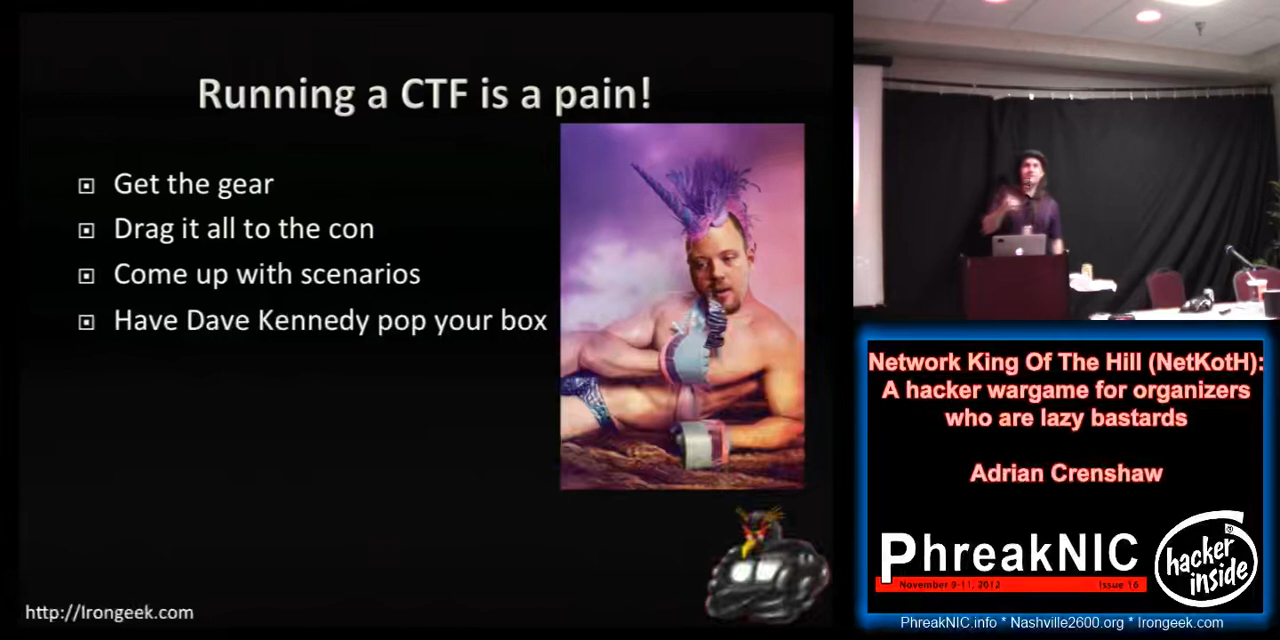 Running a CTF is a pain!
Get the gear
Drag it all to the con
Come up with scenarios
Have Dave Kennedy pop your box
http://Irongeek.com
Network King Of The Hill (NetKotH):
A hacker wargame for organizers
who are lazy bastards
Adrian Crenshaw
PhreakNIC
November 9-11, 2012
Issue 16
hacker
inside
PhreakNIC.info * Nashville2600.org * Irongeek.com